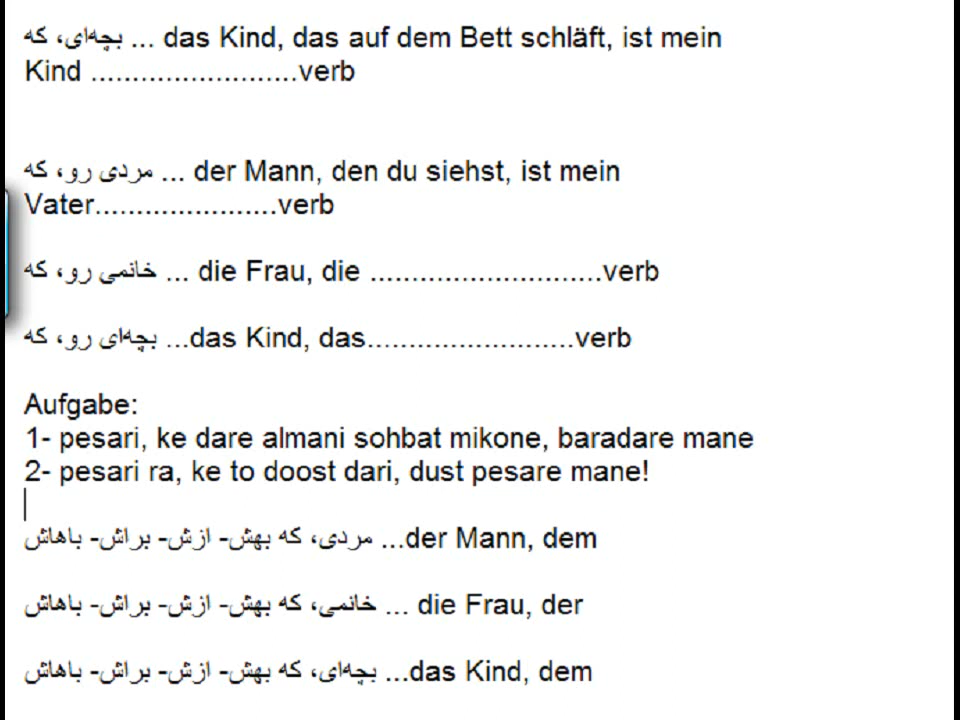 بچه‌ای، که ... das Kind, das auf dem Bett schläft, ist mein
Kind .........................verb
مردی رو، که ... der Mann, den du siehst, ist mein
Vater......................verb
خانمی رو، که ... die Frau, die ............................verb
بچه‌ای رو، که ...das Kind, das.........................verb
Aufgabe:
1- pesari, ke dare almani sohbat mikone, baradare mane
2- pesari ra, ke to doost dari, dust pesare mane!
مردی، که بهش- ازش- براش- باهاش ...der Mann, dem
خانمی، که بهش- ازش- براش- باهاش ... die Frau, der
بچه‌ای، که بهش- ازش- براش- باهاش ...das Kind, dem